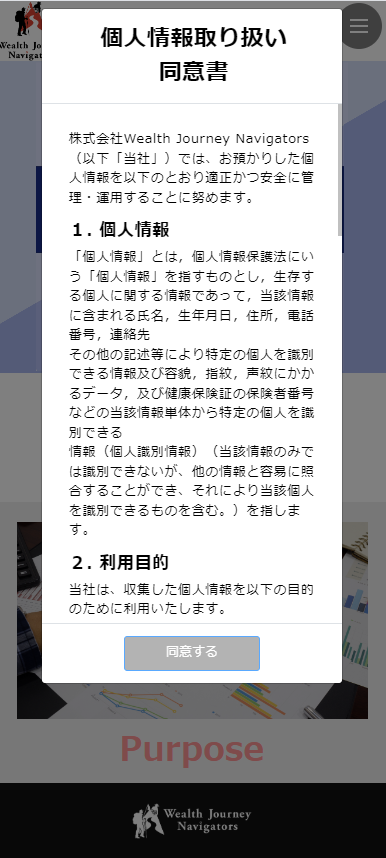 Wealth Jo
Navigat
個人情報取り扱い
同意書
株式会社Wealth Journey Navigators
（以下「当社」）では、お預かりした個
人情報を以下のとおり適正かつ安全に管
理・運用することに努めます。
1. 個人情報
「個人情報」とは，個人情報保護法にい
う「個人情報」を指すものとし，生存す
る個人に関する情報であって，当該情報
に含まれる氏名，生年月日，住所，電話
番号，連絡先
その他の記述等により特定の個人を識別
できる情報及び容貌，指紋，声紋にかか
るデータ，及び健康保険証の保険者番号
などの当該情報単体から特定の個人を識
別できる
情報（個人識別情報）（当該情報のみで
は識別できないが、他の情報と容易に照
合することができ、それにより当該個人
を識別できるものを含む。）を指しま
す。
2. 利用目的
当社は、収集した個人情報を以下の目的
のために利用いたします。
同意する
Purpose
Wealth Journey
Navigators